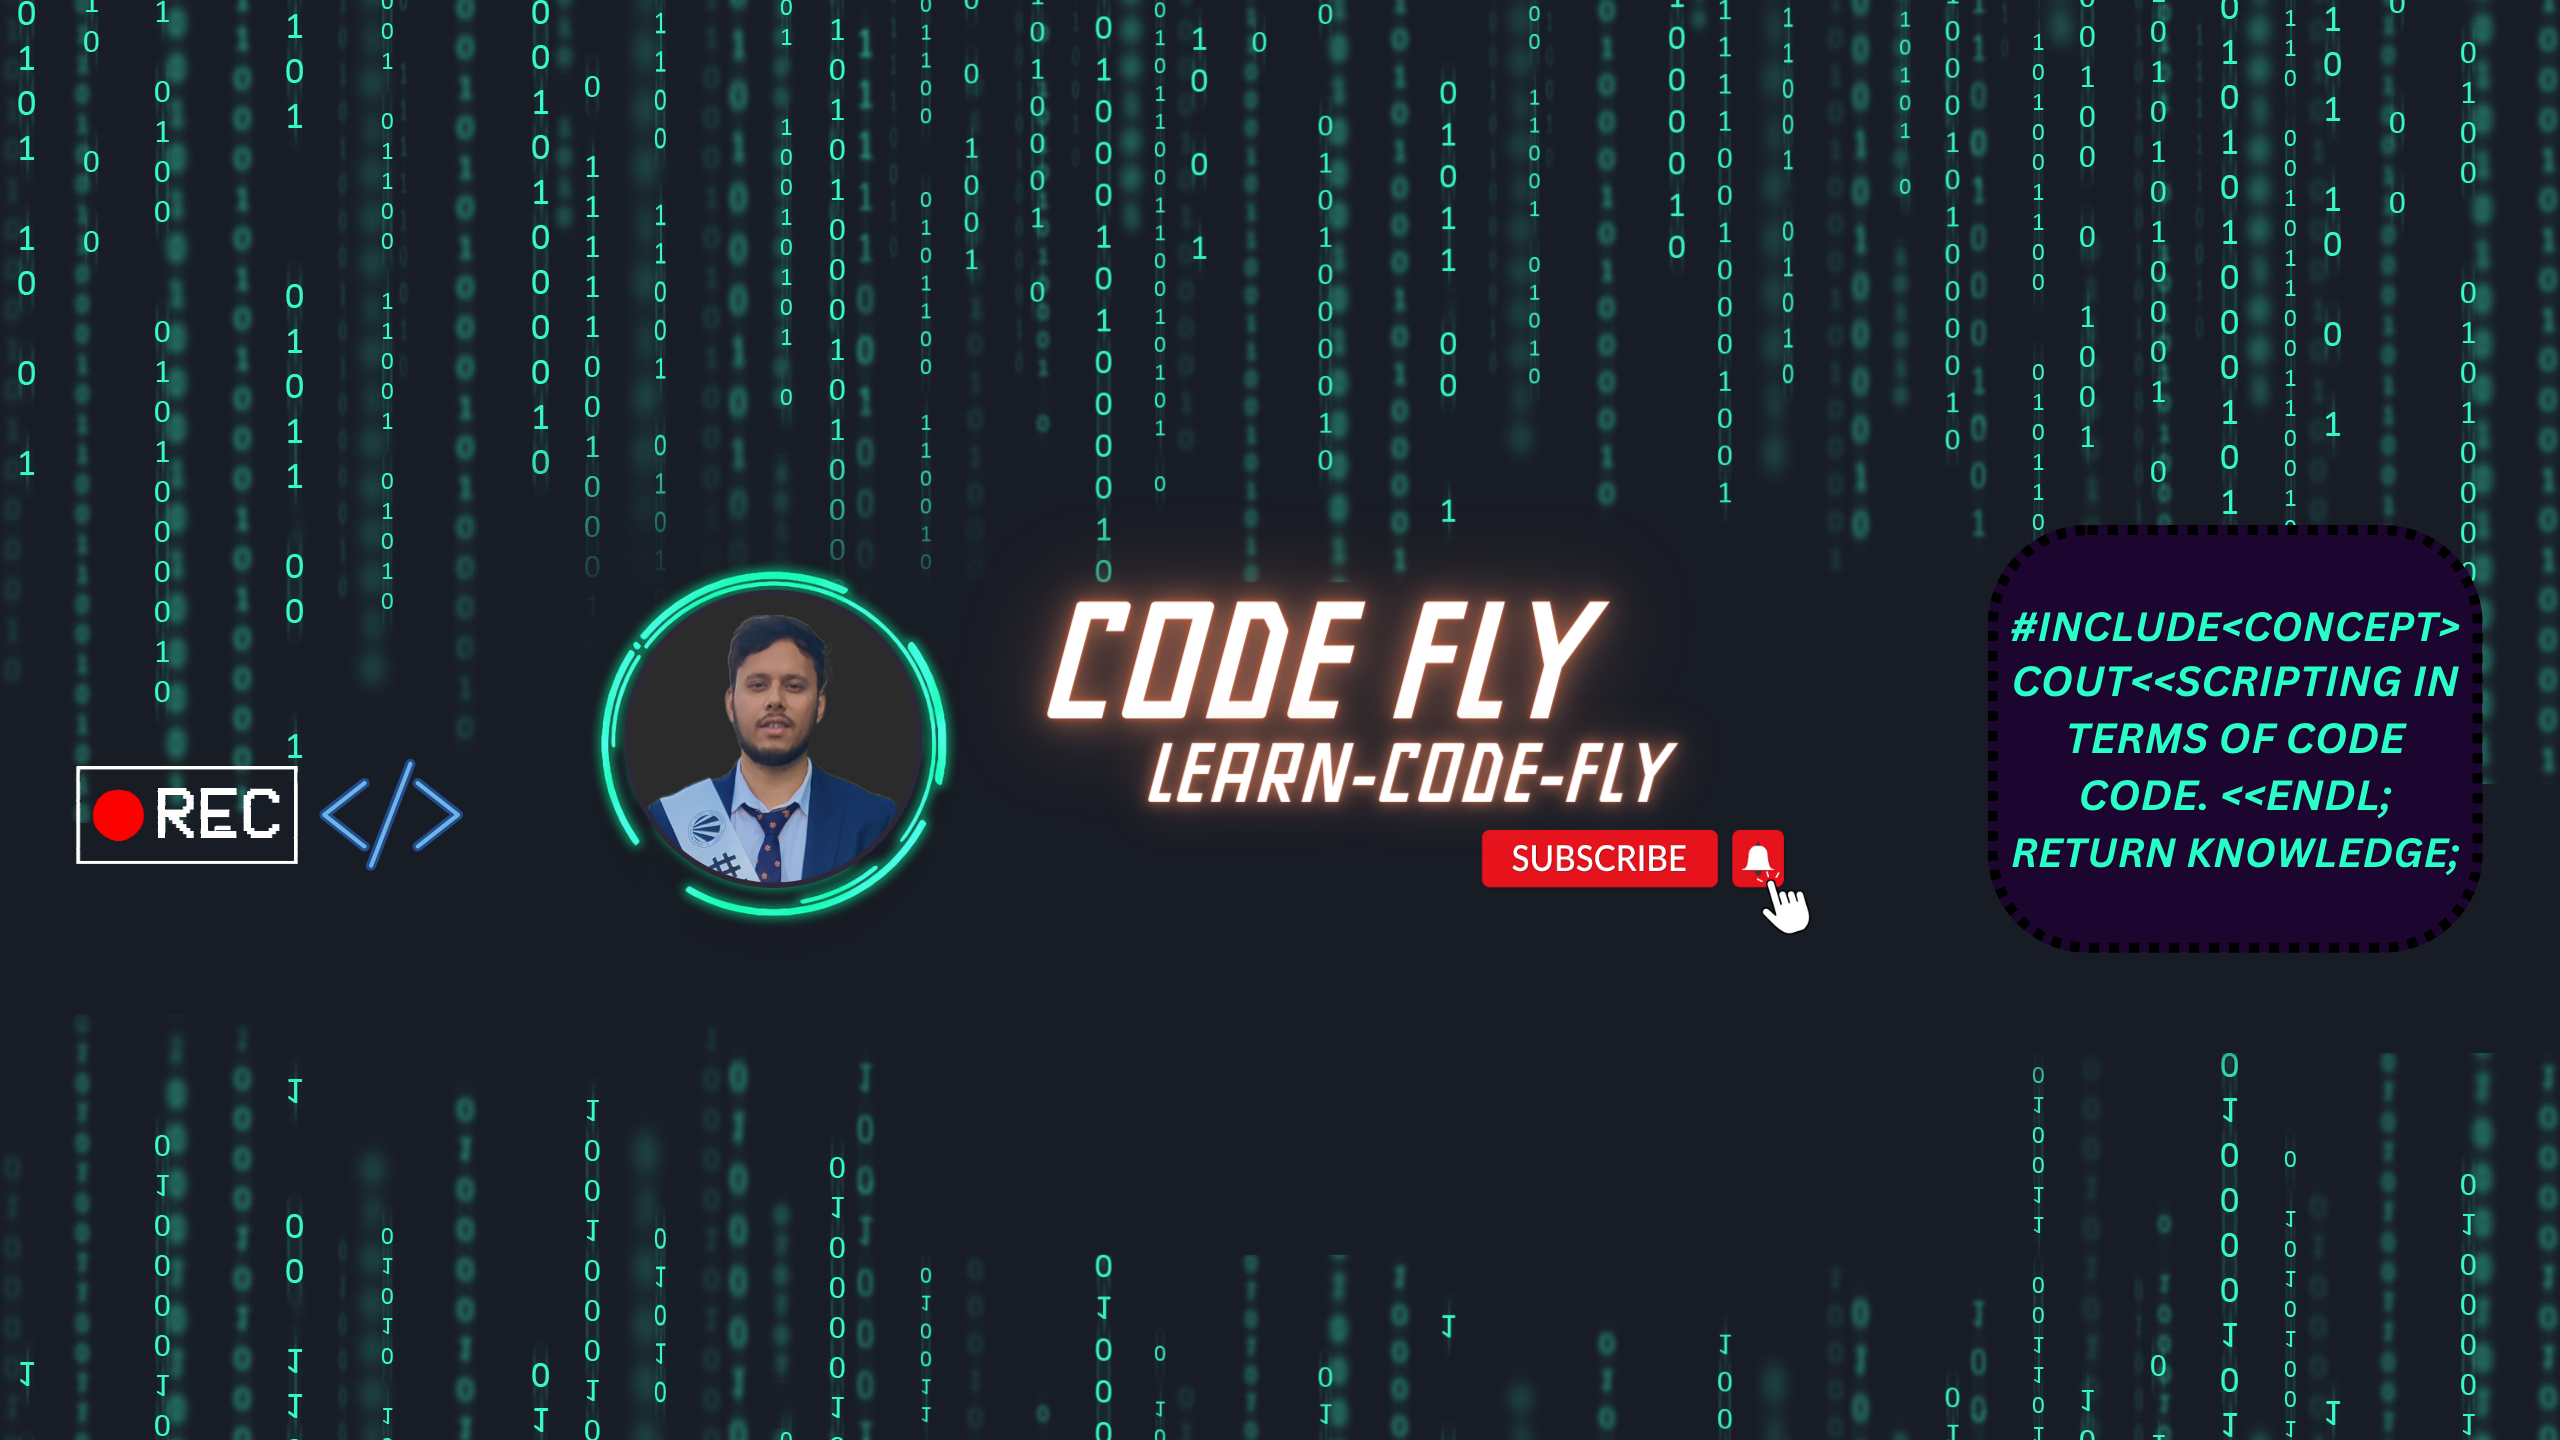 CODE FLY
LEARN-CODE-FLY
SUBSCRIBE
REC
</>
#
#INCLUDE<CONCEPT>
COUT<<SCRIPTING IN
TERMS OF CODE
CODE. <<ENDL;
RETURN KNOWLEDGE;